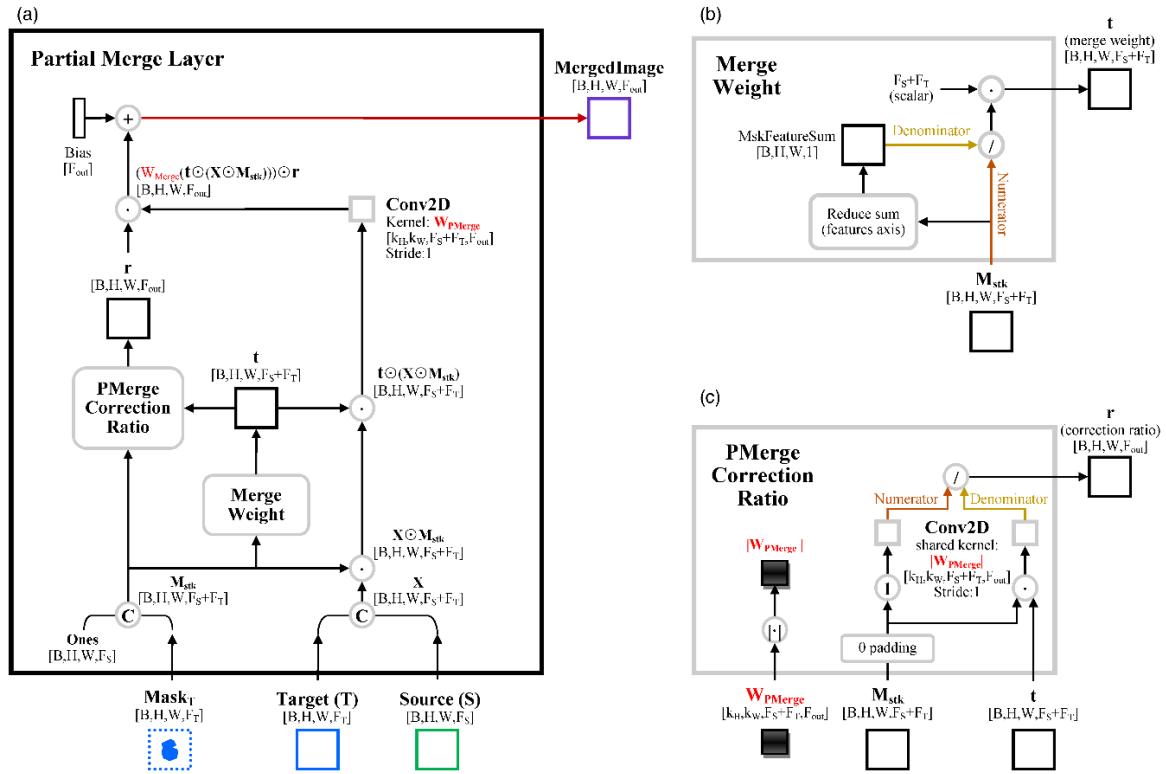 (a)
Partial Merge Layer
MergedImage
[B,H,W,F_out]
+
Bias
[F_out]
(W_Merge(t⊙(X⊙M_stk)))⊙r
[B,H,W,F_out]
·
Conv2D
Kernel: W_PMerge
[k_H,k_W,F_S+F_T,F_out]
Stride:1
r
[B,H,W,F_out]
PMerge
Correction
Ratio
t
[B,H,W,F_S+F_T]
t⊙(X⊙M_stk)
[B,H,W,F_S+F_T]
·
Merge
Weight
X⊙M_stk
[B,H,W,F_S+F_T]
·
M_stk
[B,H,W,F_S+F_T]
X
[B,H,W,F_S+F_T]
C
C
Ones
[B,H,W,F_S]
Mask_T
[B,H,W,F_T]
Target (T)
[B,H,W,F_T]
Source (S)
[B,H,W,F_S]
(b)
Merge
Weight
t
(merge weight)
[B,H,W,F_S+F_T]
F_S+F_T
(scalar)
·
MskFeatureSum
[B,H,W,1]
Denominator
/
Numerator
Reduce sum
(features axis)
M_stk
[B,H,W,F_S+F_T]
(c)
PMerge
Correction
Ratio
r
(correction ratio)
[B,H,W,F_out]
/
Numerator
Denominator
Conv2D
shared kernel:
|W_PMerge|
[k_H,k_W,F_S+F_T,F_out]
Stride:1
|W_PMerge|
1
·
|·|
0 padding
W_PMerge
[k_H,k_W,F_S+F_T,F_out]
M_stk
[B,H,W,F_S+F_T]
t
[B,H,W,F_S+F_T]